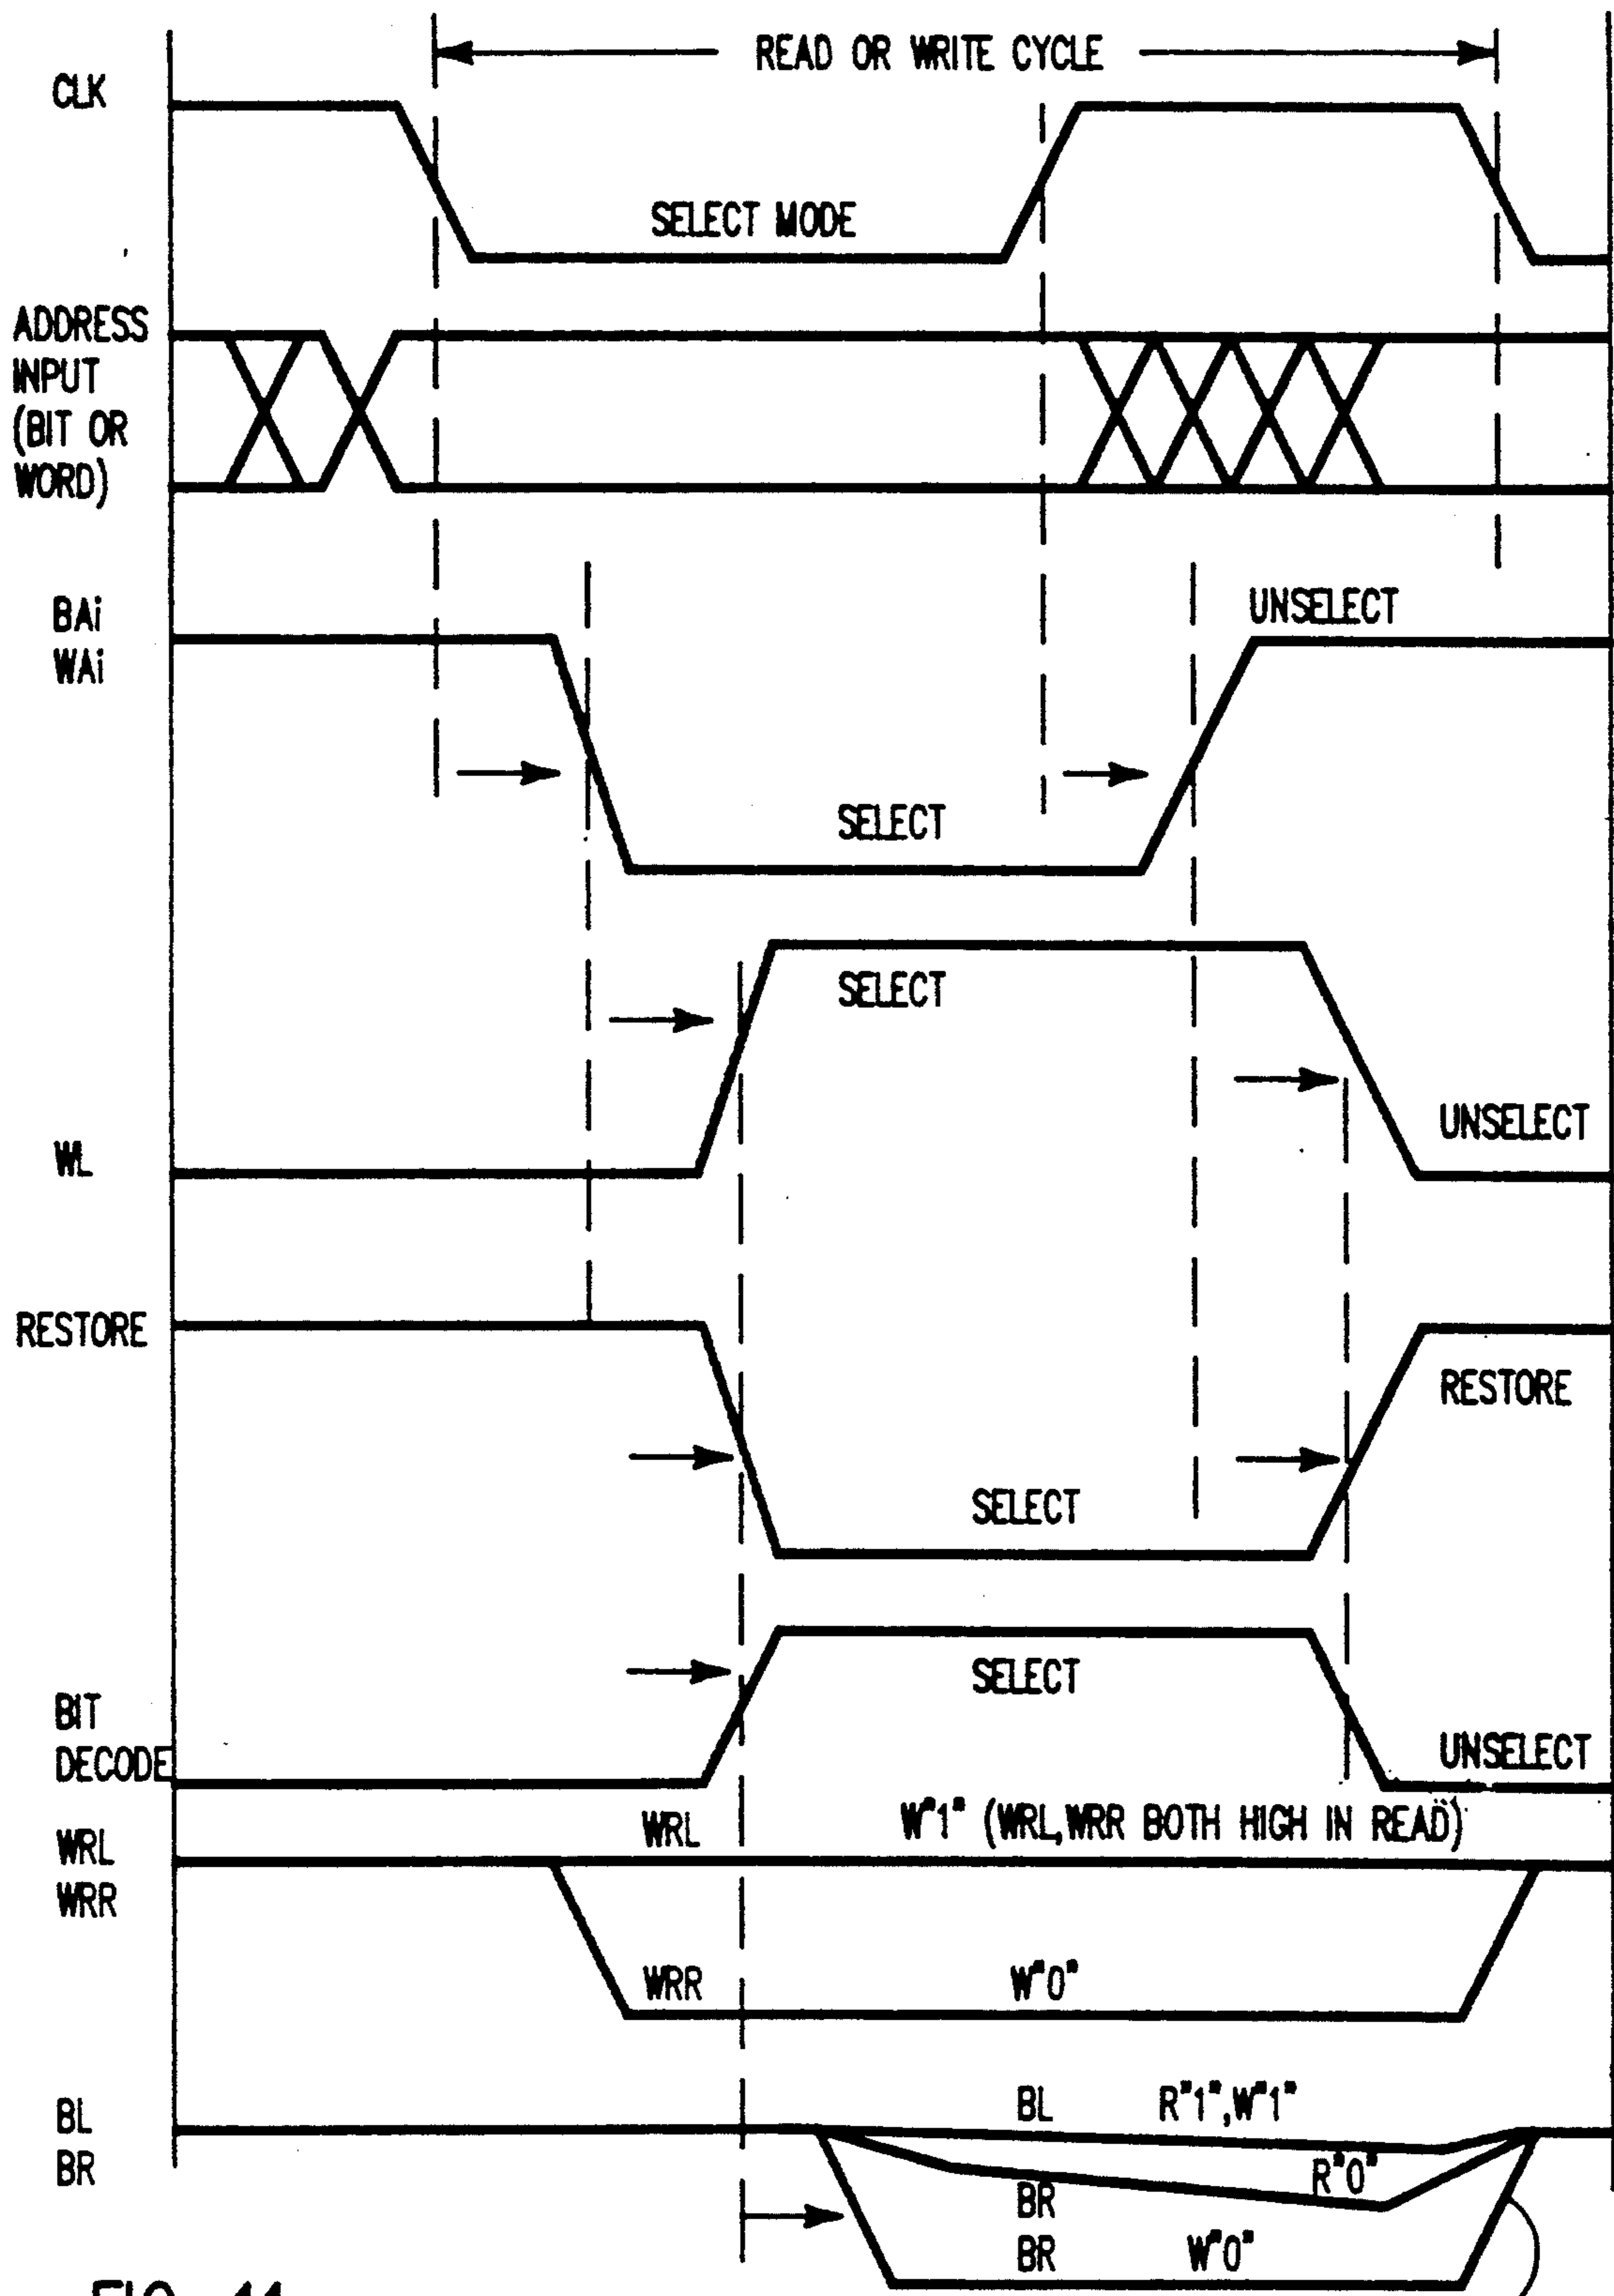 READ OR WRITE CYCLE
CLK
SELECT MODE
ADDRESS
INPUT
(BIT OR
WORD)
BAi
WAi
UNSELECT
SELECT
SELECT
UNSELECT
WL
RESTORE
RESTORE
SELECT
SELECT
BIT
DECODE
UNSELECT
WRL
W"1" (WRL,WRR BOTH HIGH IN READ)
WRL
WRR
WRR
W"0"
BL
BR
BL
R"1",W"1"
R"0"
BR
BR
W"0"